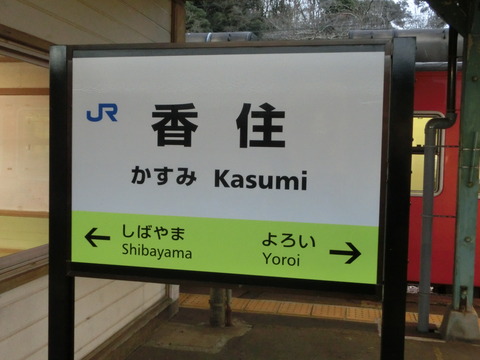 JR
香住
かすみ Kasumi
← しばやま
Shibayama
よろい →
Yoroi